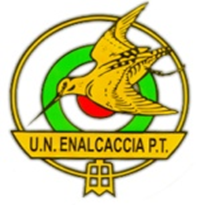 U.N. ENALCACCIA P.T.